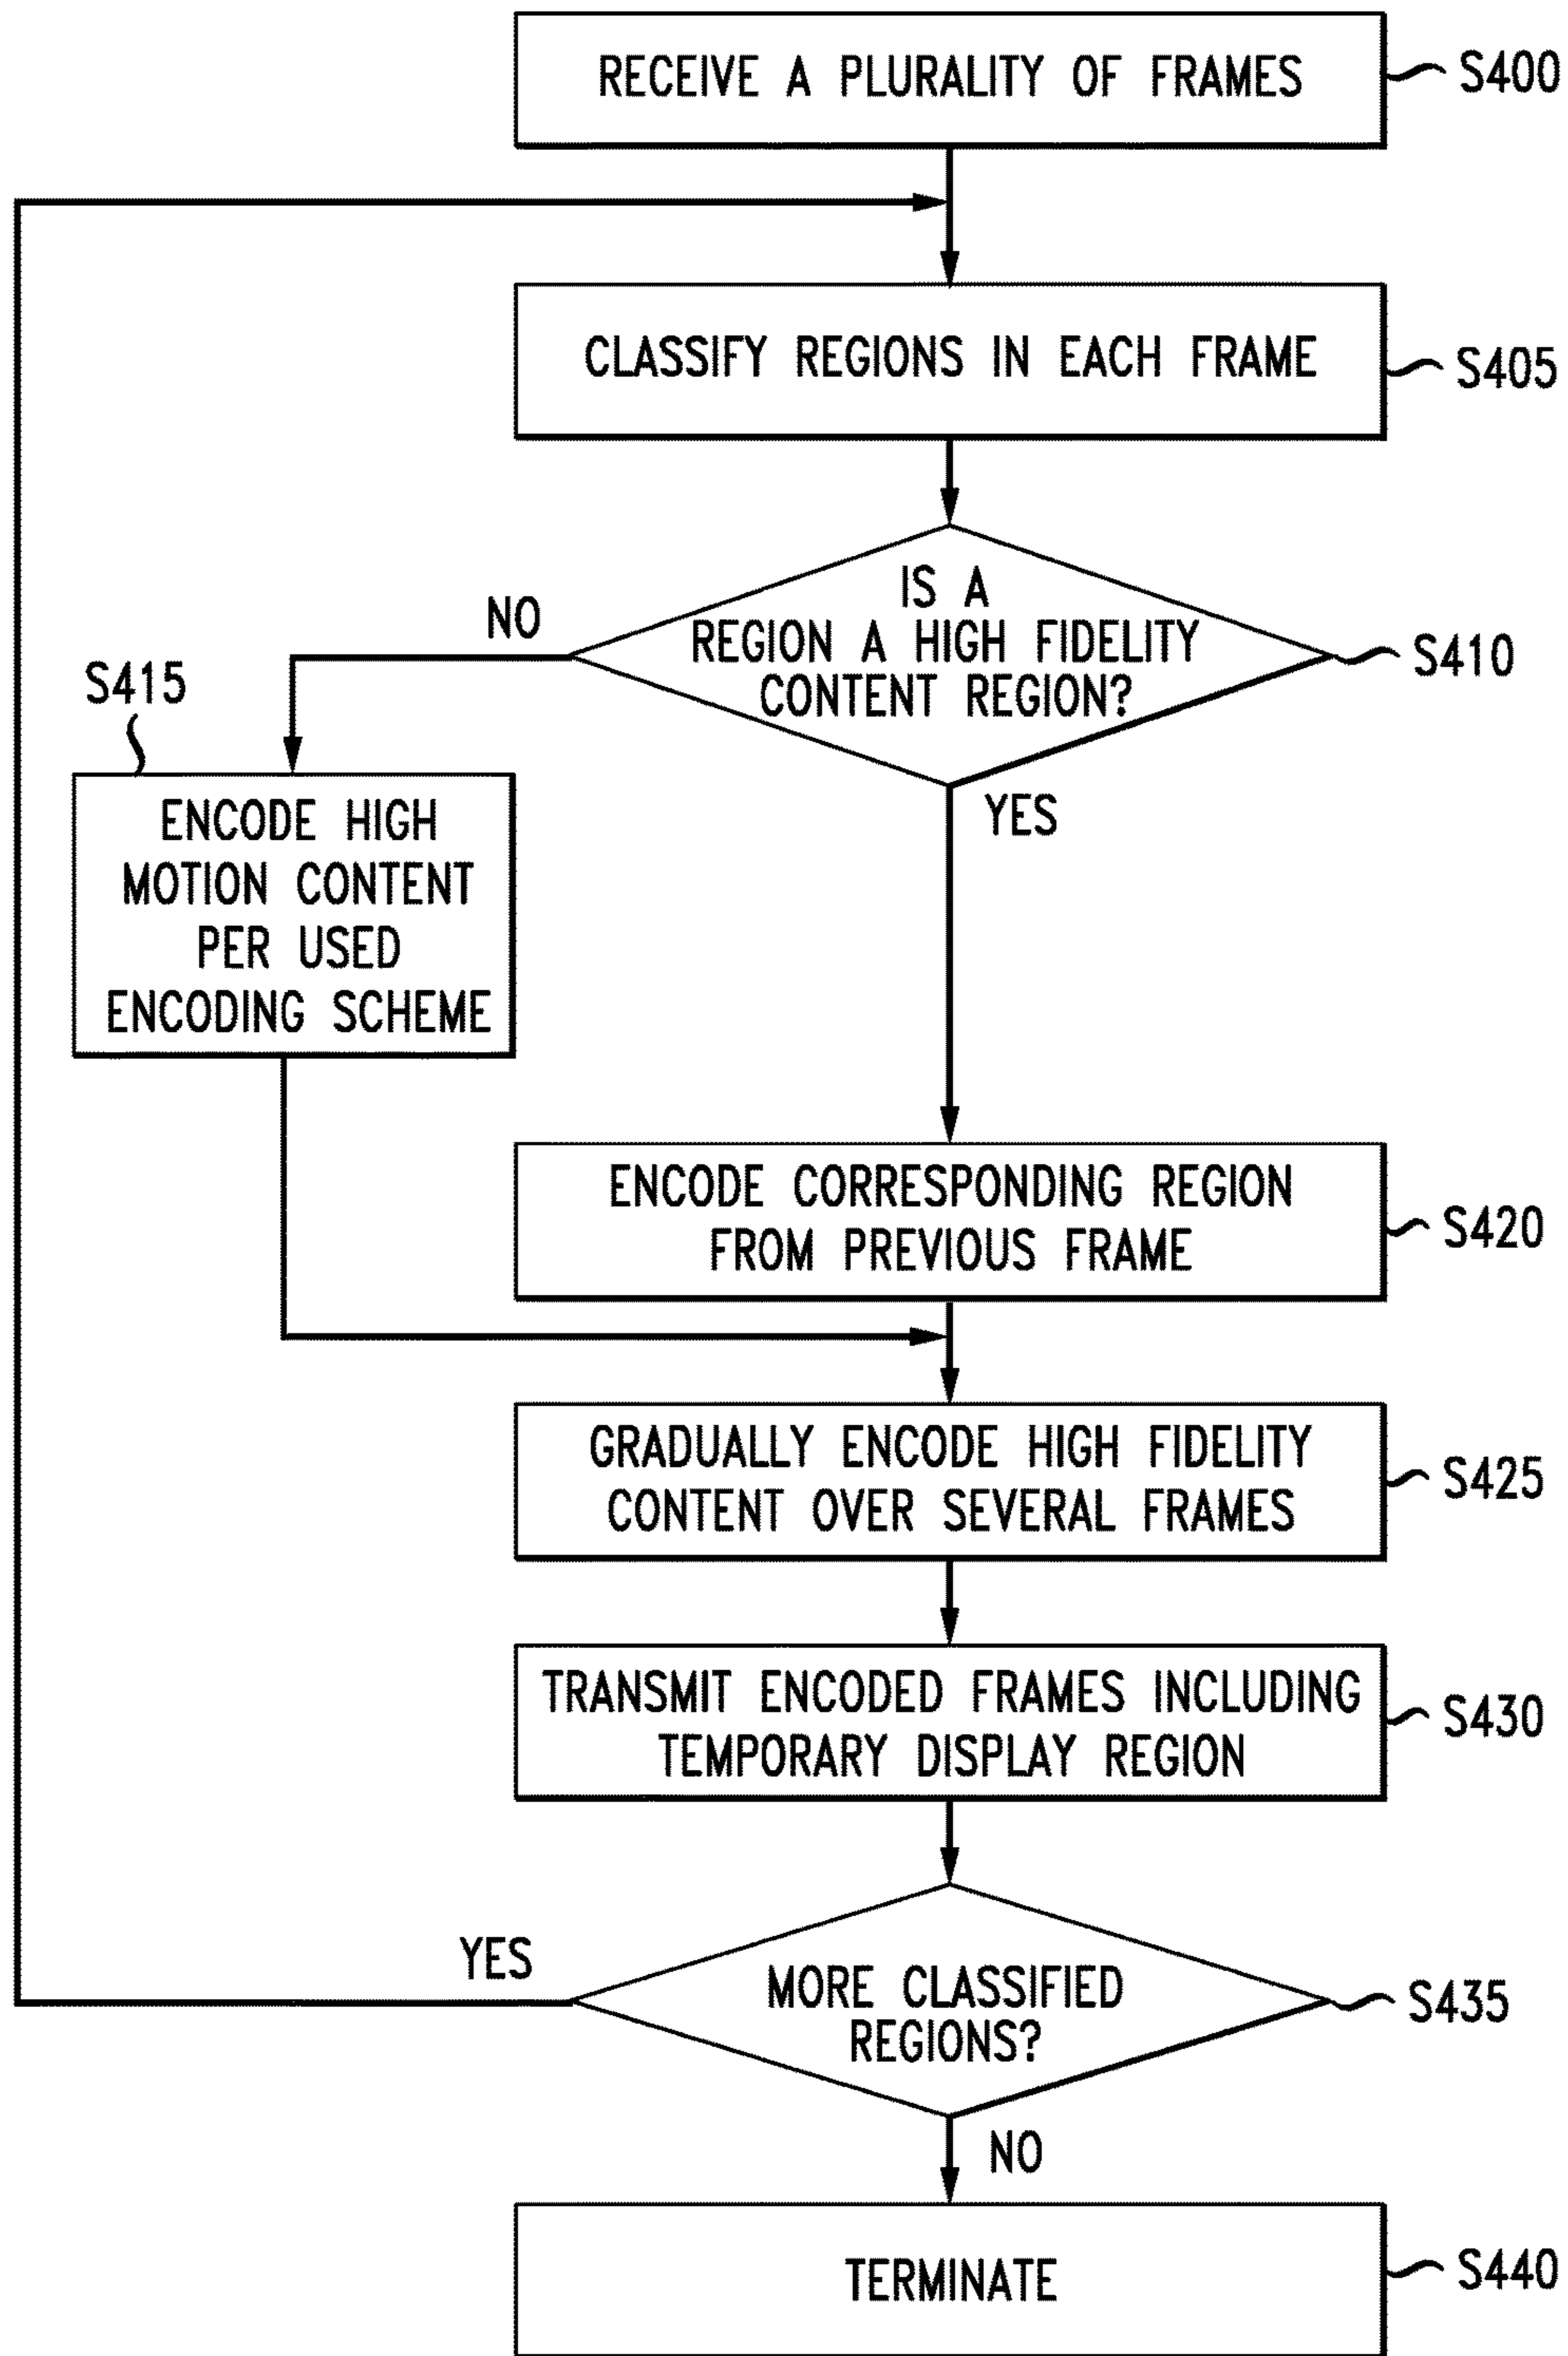 RECEIVE A PLURALITY OF FRAMES
S400
CLASSIFY REGIONS IN EACH FRAME
S405
IS A
REGION A HIGH FIDELITY
CONTENT REGION?
S410
NO
YES
S415
ENCODE HIGH
MOTION CONTENT
PER USED
ENCODING SCHEME
ENCODE CORRESPONDING REGION
FROM PREVIOUS FRAME
S420
GRADUALLY ENCODE HIGH FIDELITY
CONTENT OVER SEVERAL FRAMES
S425
TRANSMIT ENCODED FRAMES INCLUDING
TEMPORARY DISPLAY REGION
S430
YES
MORE CLASSIFIED
REGIONS?
S435
NO
TERMINATE
S440